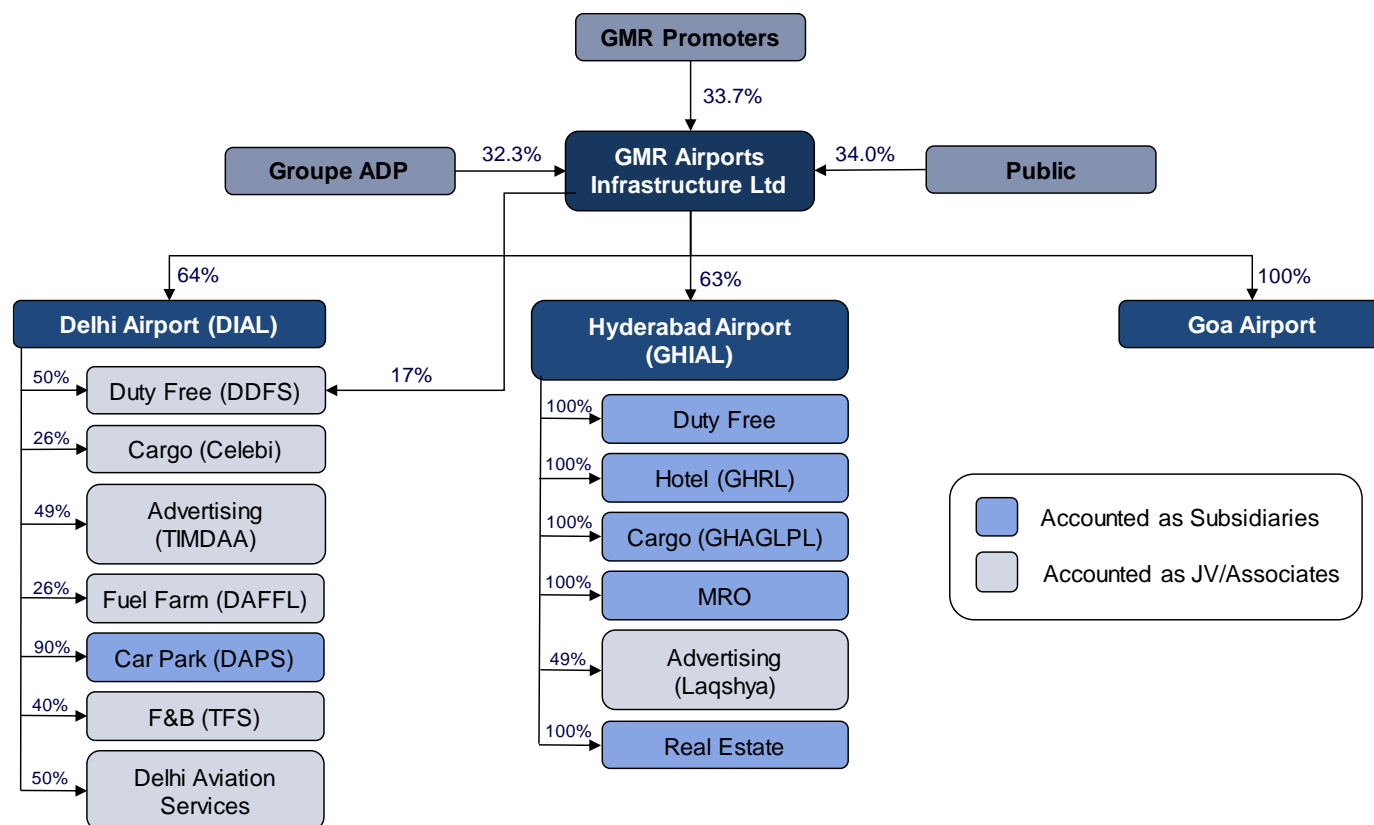 GMR Promoters
33.7%
Groupe ADP
32.3%
GMR Airports
Infrastructure Ltd
34.0%
Public
64%
63%
100%
Delhi Airport (DIAL)
Hyderabad Airport
(GHIAL)
Goa Airport
50%
Duty Free (DDFS)
17%
26%
Cargo (Celebi)
49%
Advertising
(TIMDAA)
26%
Fuel Farm (DAFFL)
90%
Car Park (DAPS)
40%
F&B (TFS)
50%
Delhi Aviation
Services
100%
Duty Free
100%
Hotel (GHRL)
100%
Cargo (GHAGLPL)
100%
MRO
49%
Advertising
(Laqshya)
100%
Real Estate
Accounted as Subsidiaries
Accounted as JV/Associates